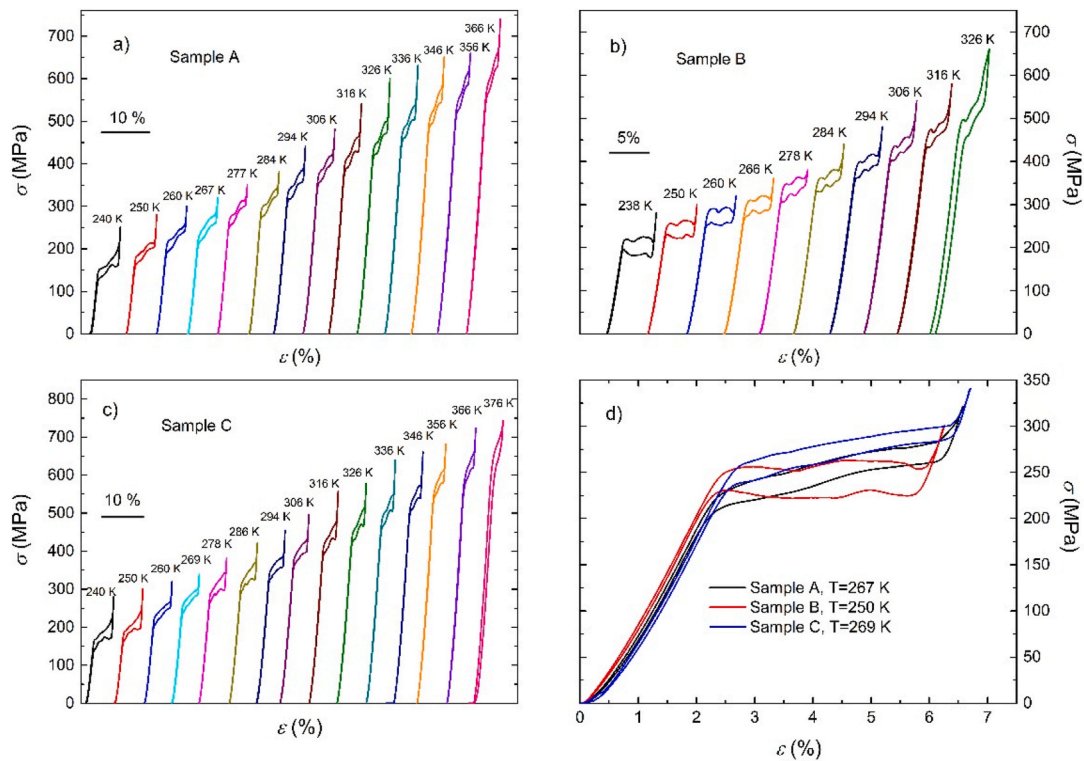 a)
Sample A
10 %
240 K
250 K
260 K
267 K
277 K
284 K
294 K
306 K
316 K
326 K
336 K
346 K
356 K
366 K
700
600
500
400
300
200
100
0
σ (MPa)
ε (%)
b)
Sample B
5%
238 K
250 K
260 K
266 K
278 K
284 K
294 K
306 K
316 K
326 K
700
600
500
400
300
200
100
0
σ (MPa)
ε (%)
c)
Sample C
10 %
240 K
250 K
260 K
269 K
278 K
286 K
294 K
306 K
316 K
326 K
336 K
346 K
356 K
366 K
376 K
800
700
600
500
400
300
200
100
0
σ (MPa)
ε (%)
d)
Sample A, T=267 K
Sample B, T=250 K
Sample C, T=269 K
350
300
250
200
150
100
50
0
σ (MPa)
0 1 2 3 4 5 6 7
ε (%)